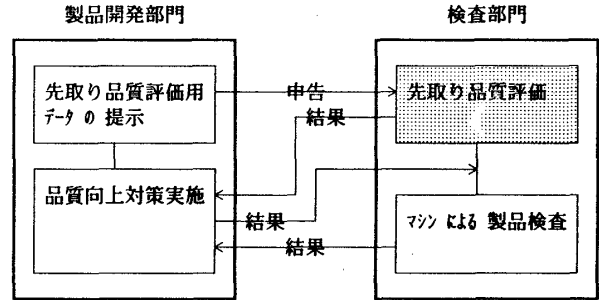 製品開発部門
検査部門
先取り品質評価用
ﾃﾞｰﾀ の 提示
申告
結果
先取り品質評価
品質向上対策実施
結果
結果
ﾏｼﾝ による 製品検査